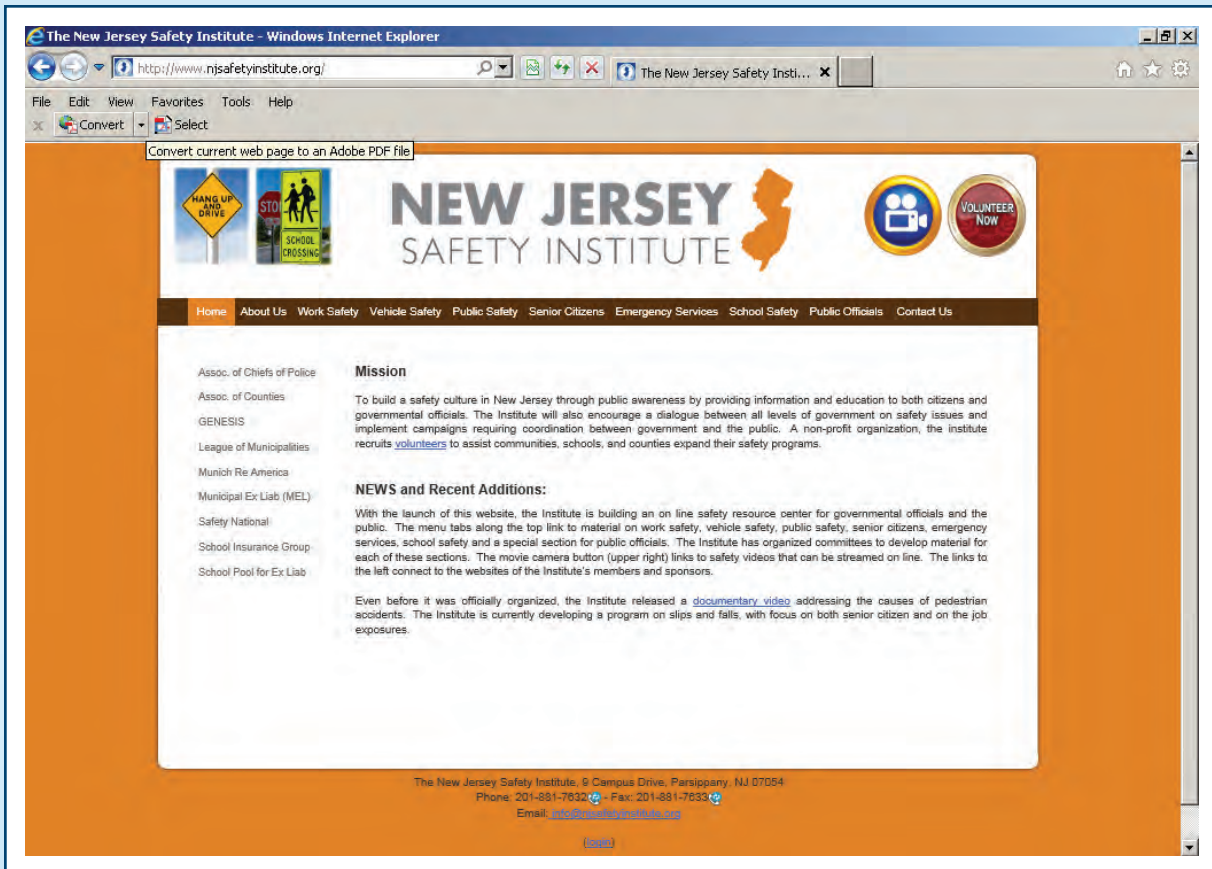 The New Jersey Safety Institute - Windows Internet Explorer
http://www.njsafetyinstitute.org/
The New Jersey Safety Insti...
File Edit View Favorites Tools Help
Convert Select
Convert current web page to an Adobe PDF file
HANG UP
AND
DRIVE
STOP
SCHOOL
CROSSING
NEW JERSEY
SAFETY INSTITUTE
VOLUNTEER
NOW
Home About Us Work Safety Vehicle Safety Public Safety Senior Citizens Emergency Services School Safety Public Officials Contact Us
Assoc. of Chiefs of Police
Assoc. of Counties
GENESIS
League of Municipalities
Munich Re America
Municipal Ex Liab (MEL)
Safety National
School Insurance Group
School Pool for Ex Liab
Mission
To build a safety culture in New Jersey through public awareness by providing information and education to both citizens and
governmental officials. The Institute will also encourage a dialogue between all levels of government on safety issues and
implement campaigns requiring coordination between government and the public. A non-profit organization, the institute
recruits volunteers to assist communities, schools, and counties expand their safety programs.
NEWS and Recent Additions:
With the launch of this website, the Institute is building an on line safety resource center for governmental officials and the
public. The menu tabs along the top link to material on work safety, vehicle safety, public safety, senior citizens, emergency
services, school safety and a special section for public officials. The Institute has organized committees to develop material for
each of these sections. The movie camera button (upper right) links to safety videos that can be streamed on line. The links to
the left connect to the websites of the Institute's members and sponsors.
Even before it was officially organized, the Institute released a documentary video addressing the causes of pedestrian
accidents. The Institute is currently developing a program on slips and falls, with focus on both senior citizen and on the job
exposures.
The New Jersey Safety Institute, 9 Campus Drive, Parsippany, NJ 07054
Phone: 201-881-7632 - Fax: 201-881-7633
Email: info@njsafetyinstitute.org
(login)